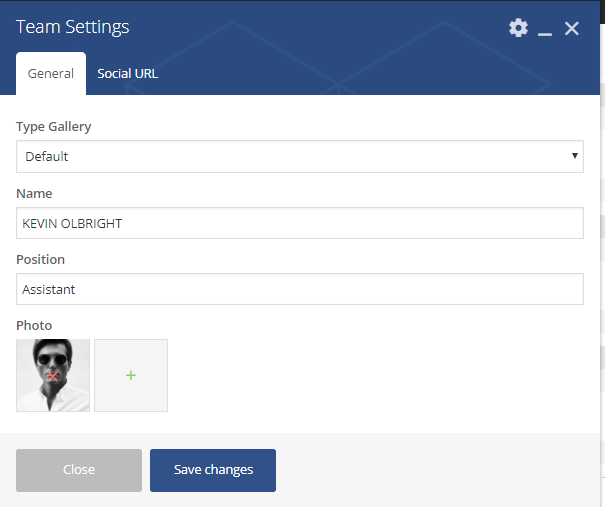 Team Settings
General
Social URL
Type Gallery
Default
Name
KEVIN OLBRIGHT
Position
Assistant
Photo
Close
Save changes